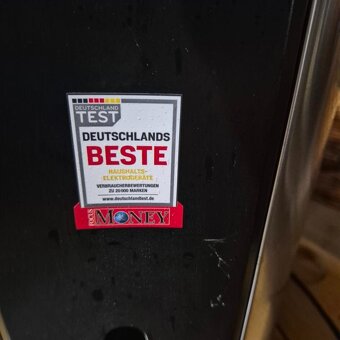 DEUTSCHLAND
TEST
DEUTSCHLANDS
BESTE
HAUSHALTS-
ELEKTROGERÄTE
VERBRAUCHERBEWERTUNGEN
ZU 20 000 MARKEN
www.deutschlandtest.de
FOCUS
MONEY